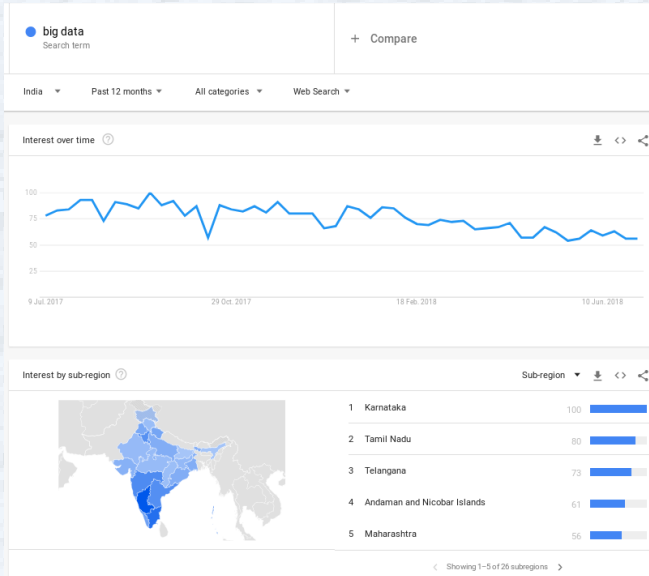 big data
Search term
+ Compare
India Past 12 months All categories Web Search
Interest over time ?
100
75
50
25
9 Jul. 2017 29 Oct. 2017 18 Feb. 2018 10 Jun. 2018
Interest by sub-region ? Sub-region
1 Karnataka 100
2 Tamil Nadu 80
3 Telangana 73
4 Andaman and Nicobar Islands 61
5 Maharashtra 56
Showing 1–5 of 26 subregions